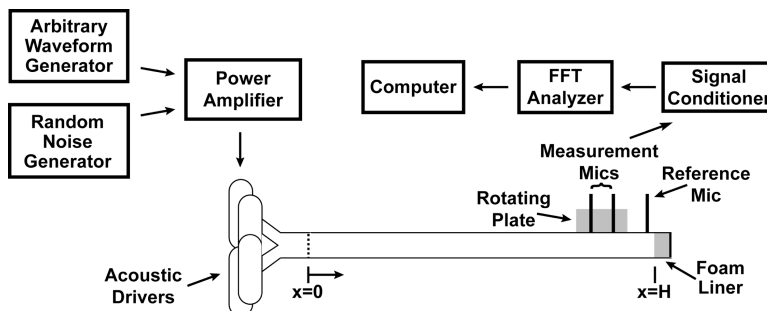 Arbitrary
Waveform
Generator
Random
Noise
Generator
Power
Amplifier
Computer
FFT
Analyzer
Signal
Conditioner
Measurement
Mics
Reference
Mic
Rotating
Plate
Acoustic
Drivers
x=0
x=H
Foam
Liner